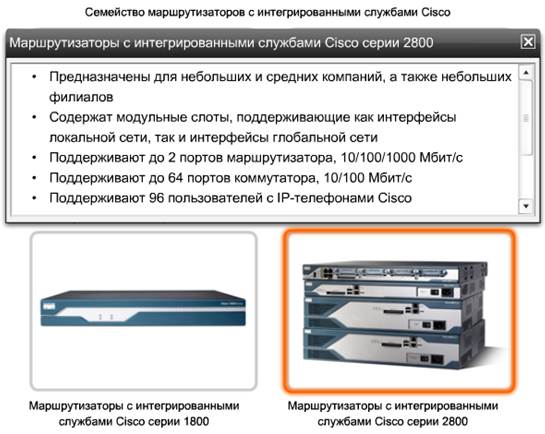 Семейство маршрутизаторов с интегрированными службами Cisco
Маршрутизаторы с интегрированными службами Cisco серии 2800
• Предназначены для небольших и средних компаний, а также небольших
филиалов
• Содержат модульные слоты, поддерживающие как интерфейсы
локальной сети, так и интерфейсы глобальной сети
• Поддерживают до 2 портов маршрутизатора, 10/100/1000 Мбит/с
• Поддерживают до 64 портов коммутатора, 10/100 Мбит/с
• Поддерживают 96 пользователей с IP-телефонами Cisco
Маршрутизаторы с интегрированными
службами Cisco серии 1800
Маршрутизаторы с интегрированными
службами Cisco серии 2800